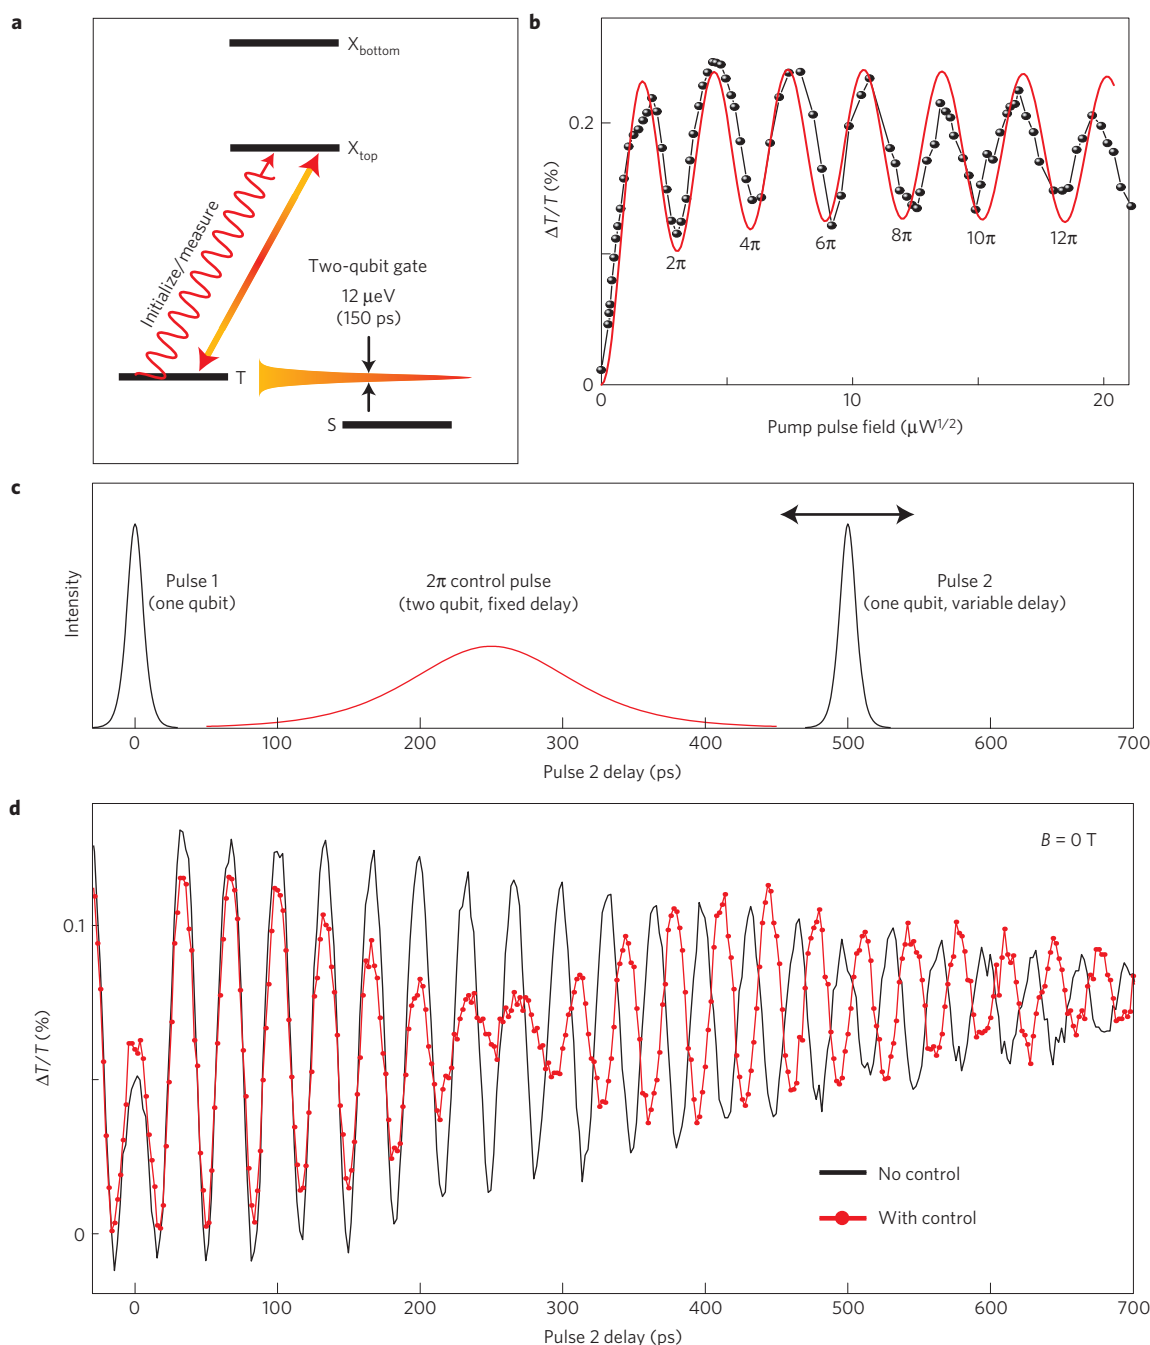 a
X_bottom
X_top
Initialize/measure
Two-qubit gate
12 μeV
(150 ps)
T
S
b
ΔT/T (%)
0.2
0
2π
4π
6π
8π
10π
12π
0
10
20
Pump pulse field (μW^1/2)
c
Intensity
Pulse 1
(one qubit)
2π control pulse
(two qubit, fixed delay)
Pulse 2
(one qubit, variable delay)
0
100
200
300
400
500
600
700
Pulse 2 delay (ps)
d
B = 0 T
ΔT/T (%)
0.1
0
No control
With control
0
100
200
300
400
500
600
700
Pulse 2 delay (ps)